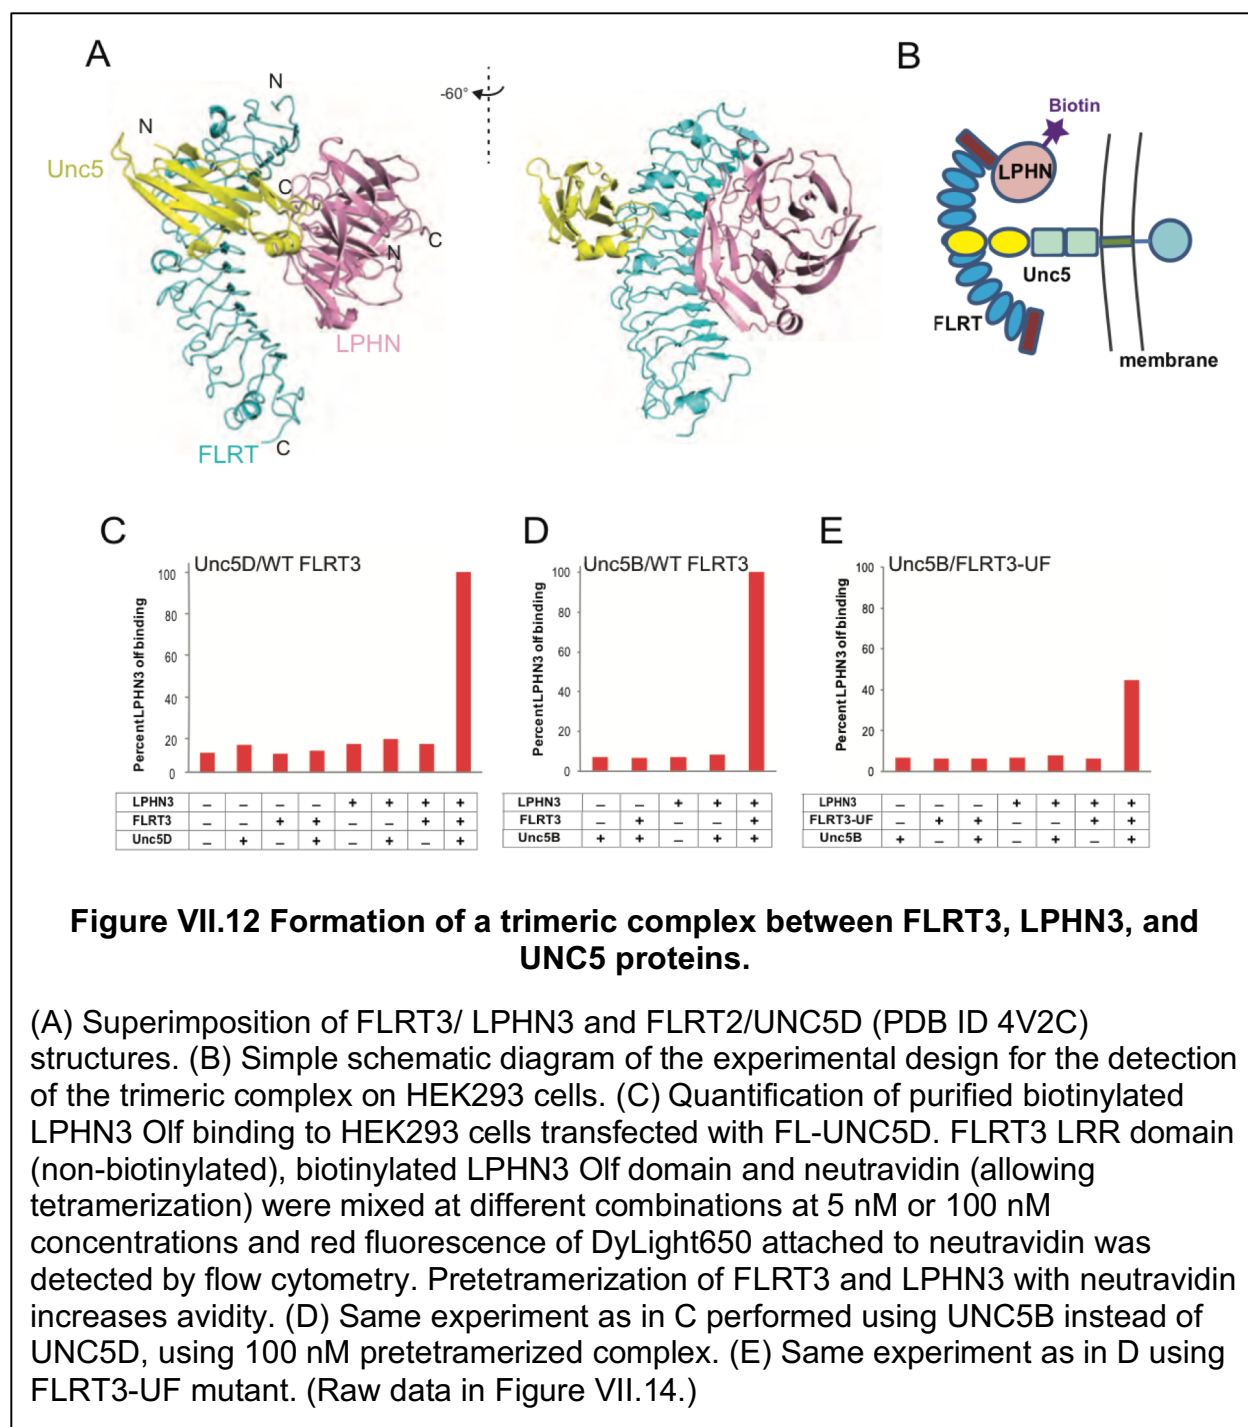 A
N
N
Unc5
C
C
N
LPHN
FLRT
C
-60°
B
Biotin
LPHN
Unc5
FLRT
membrane
C
Unc5D/WT FLRT3
Percent LPHN3 olf binding
100
80
60
40
20
0
LPHN3 – – – – + + + +
FLRT3 – – + + – – + +
Unc5D – + – + – + – +
D
Unc5B/WT FLRT3
Percent LPHN3 olf binding
100
80
60
40
20
0
LPHN3 – – + + +
FLRT3 – + – – +
Unc5B + + – + +
E
Unc5B/FLRT3-UF
Percent LPHN3 olf binding
100
80
60
40
20
0
LPHN3 – – – + + + +
FLRT3-UF – + + – – + +
Unc5B + – + – + – +
Figure VII.12 Formation of a trimeric complex between FLRT3, LPHN3, and
UNC5 proteins.
(A) Superimposition of FLRT3/ LPHN3 and FLRT2/UNC5D (PDB ID 4V2C)
structures. (B) Simple schematic diagram of the experimental design for the detection
of the trimeric complex on HEK293 cells. (C) Quantification of purified biotinylated
LPHN3 Olf binding to HEK293 cells transfected with FL-UNC5D. FLRT3 LRR domain
(non-biotinylated), biotinylated LPHN3 Olf domain and neutravidin (allowing
tetramerization) were mixed at different combinations at 5 nM or 100 nM
concentrations and red fluorescence of DyLight650 attached to neutravidin was
detected by flow cytometry. Pretetramerization of FLRT3 and LPHN3 with neutravidin
increases avidity. (D) Same experiment as in C performed using UNC5B instead of
UNC5D, using 100 nM pretetramerized complex. (E) Same experiment as in D using
FLRT3-UF mutant. (Raw data in Figure VII.14.)